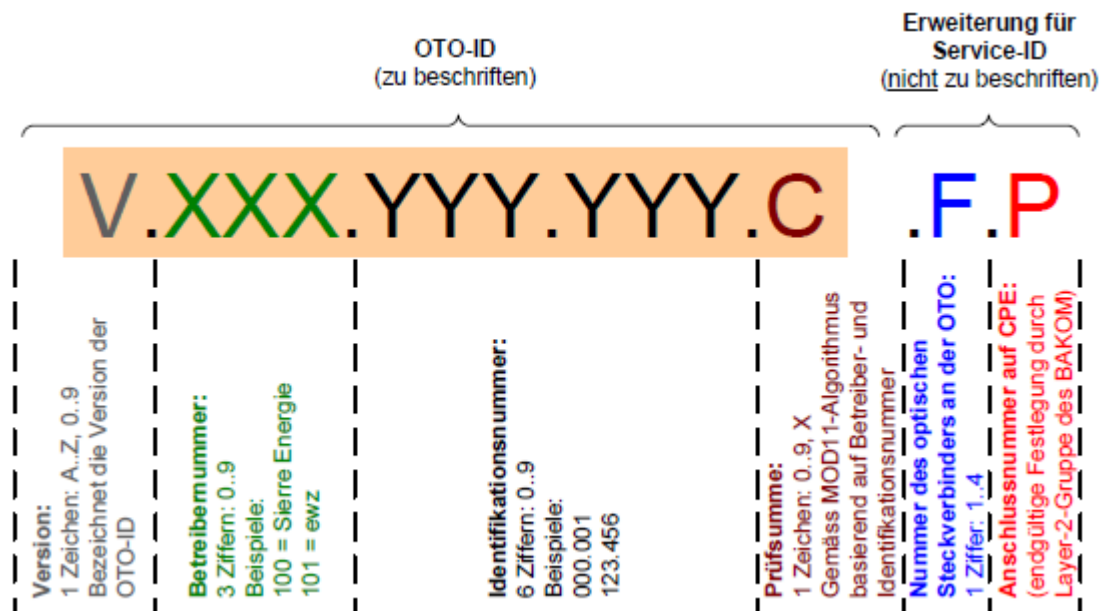 OTO-ID
(zu beschriften)
Erweiterung für
Service-ID
(nicht zu beschriften)
V.XXX.YYY.YYY.C .F.P
Version:
1 Zeichen: A..Z, 0..9
Bezeichnet die Version der
OTO-ID
Betreibernummer:
3 Ziffern: 0..9
Beispiele:
100 = Sierre Energie
101 = ewz
Identifikationsnummer:
6 Ziffern: 0..9
Beispiele:
000.001
123.456
Prüfsumme:
1 Zeichen: 0..9, X
Gemäss MOD11-Algorithmus
basierend auf Betreiber- und
Identifikationsnummer
Nummer des optischen
Steckverbinders an der OTO:
1 Ziffer: 1..4
Anschlussnummer auf CPE:
(endgültige Festlegung durch
Layer-2-Gruppe des BAKOM)